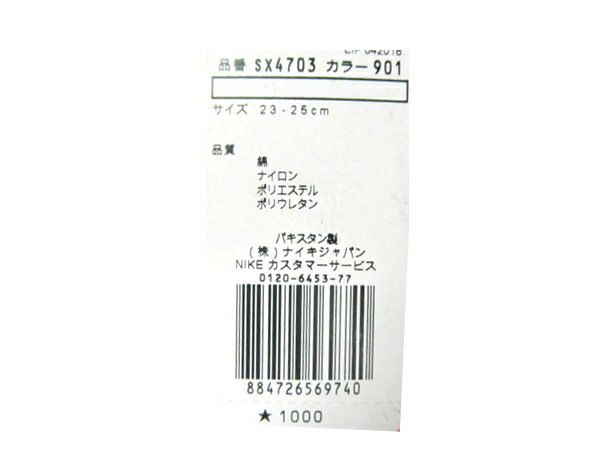 品番 SX4703 カラー901
サイズ 23-25cm
品質
綿
ナイロン
ポリエステル
ポリウレタン
パキスタン製
(株)ナイキジャパン
NIKE カスタマーサービス
0120-6453-77
884726569740
★1000